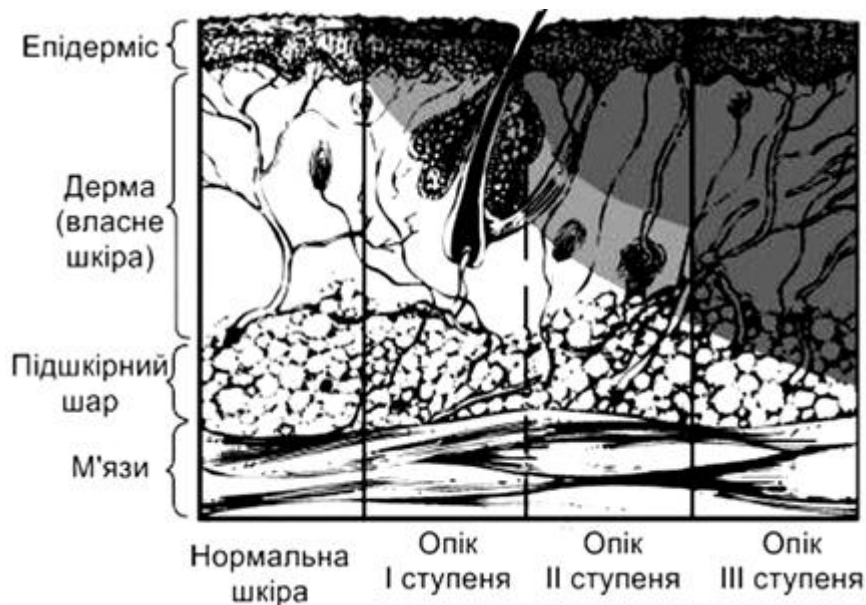 Епідерміс
Дерма
(власне
шкіра)
Підшкірний
шар
М'язи
Нормальна
шкіра
Опік
I ступеня
Опік
II ступеня
Опік
III ступеня